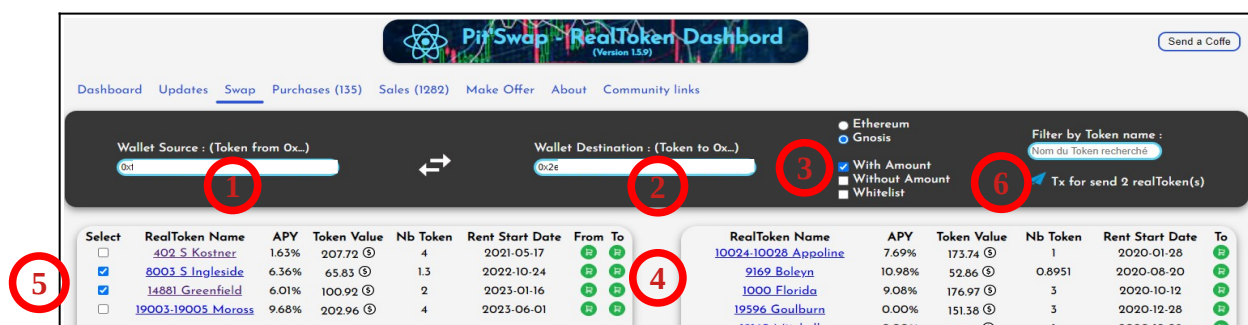 Pit'Swap - RealToken Dashbord
(Version 1.5.9)
Send a Coffe
Dashboard Updates Swap Purchases (135) Sales (1282) Make Offer About Community links
Wallet Source : (Token from 0x...)
Wallet Destination : (Token to 0x...)
Ethereum
Gnosis
With Amount
Without Amount
Whitelist
Filter by Token name :
Nom du Token recherché
Tx for send 2 realToken(s)
0x2e
1
2
3
6
Select RealToken Name APY Token Value Nb Token Rent Start Date From To
402 S Kostner 1.63% 207.72 4 2021-05-17
8003 S Ingleside 6.36% 65.83 1.3 2022-10-24
14881 Greenfield 6.01% 100.92 2 2023-01-16
19003-19005 Moross 9.68% 202.96 4 2023-06-01
5
4
RealToken Name APY Token Value Nb Token Rent Start Date To
10024-10028 Appoline 7.69% 173.74 1 2020-01-28
9169 Boleyn 10.98% 52.86 0.8951 2020-08-20
1000 Florida 9.08% 176.97 3 2020-10-12
19596 Goulburn 0.00% 151.38 3 2020-12-28